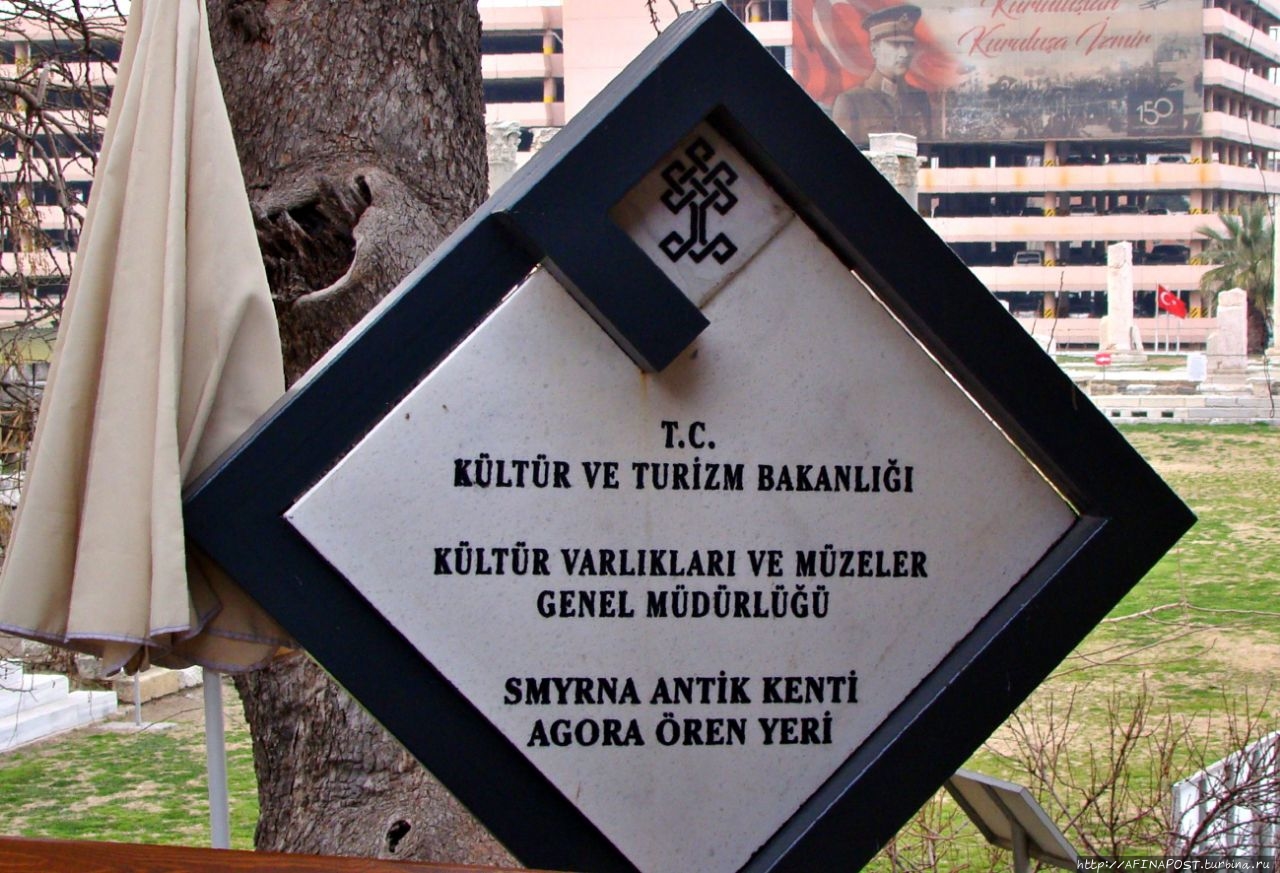 Kurtuluştan
Kuruluşa İzmir
150
T.C.
KÜLTÜR VE TURİZM BAKANLIĞI
KÜLTÜR VARLIKLARI VE MÜZELER
GENEL MÜDÜRLÜĞÜ
SMYRNA ANTİK KENTİ
AGORA ÖREN YERİ
http://AFINAPOST.turbina.ru